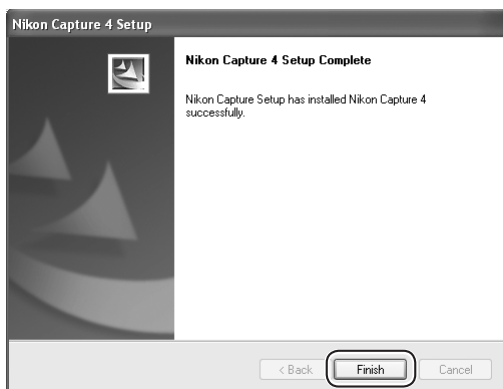 Nikon Capture 4 Setup
Nikon Capture 4 Setup Complete
Nikon Capture Setup has installed Nikon Capture 4
successfully.
< Back Finish Cancel